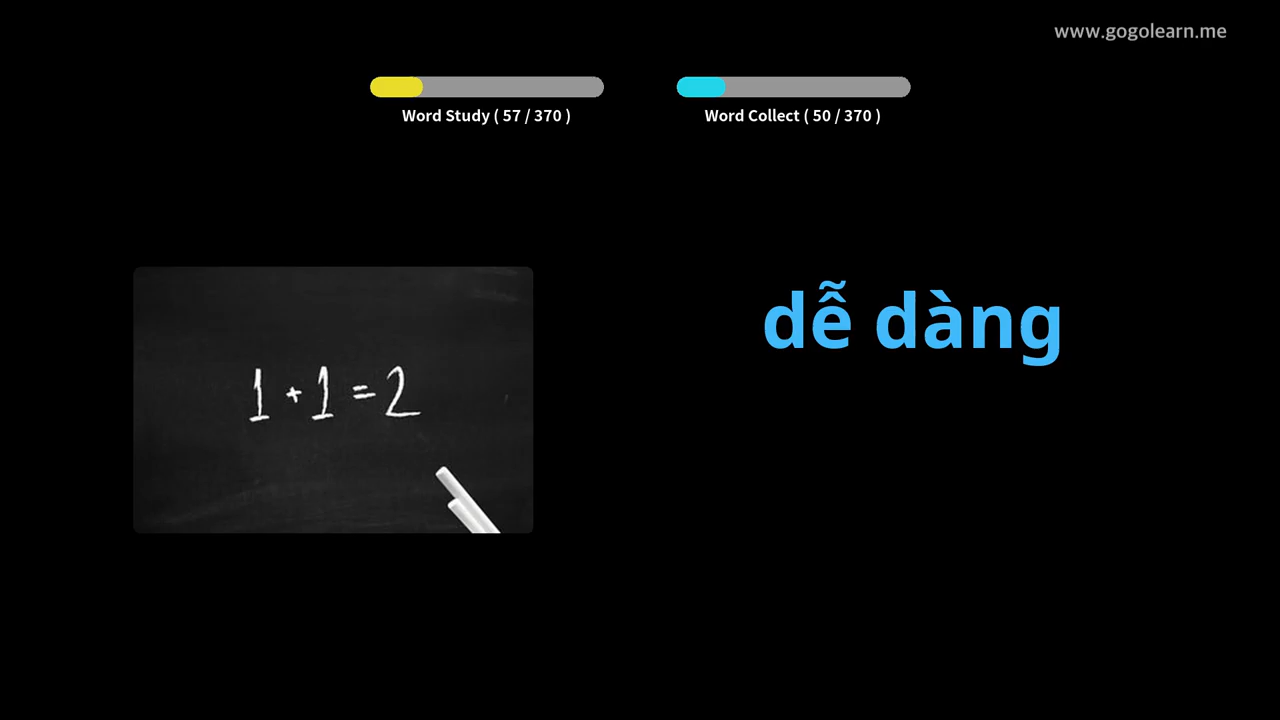 www.gogolearn.me
Word Study ( 57 / 370 )
Word Collect ( 50 / 370 )
dễ dàng
1 + 1 = 2